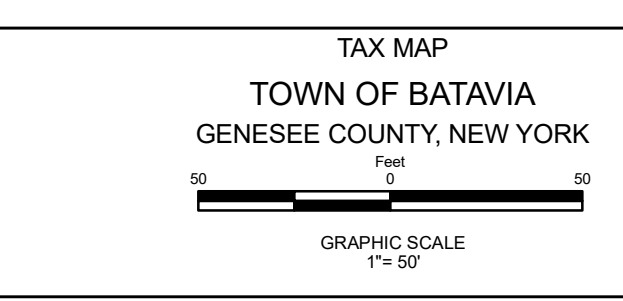 TAX MAP
TOWN OF BATAVIA
GENESEE COUNTY, NEW YORK
Feet
50 0 50
GRAPHIC SCALE
1"= 50'